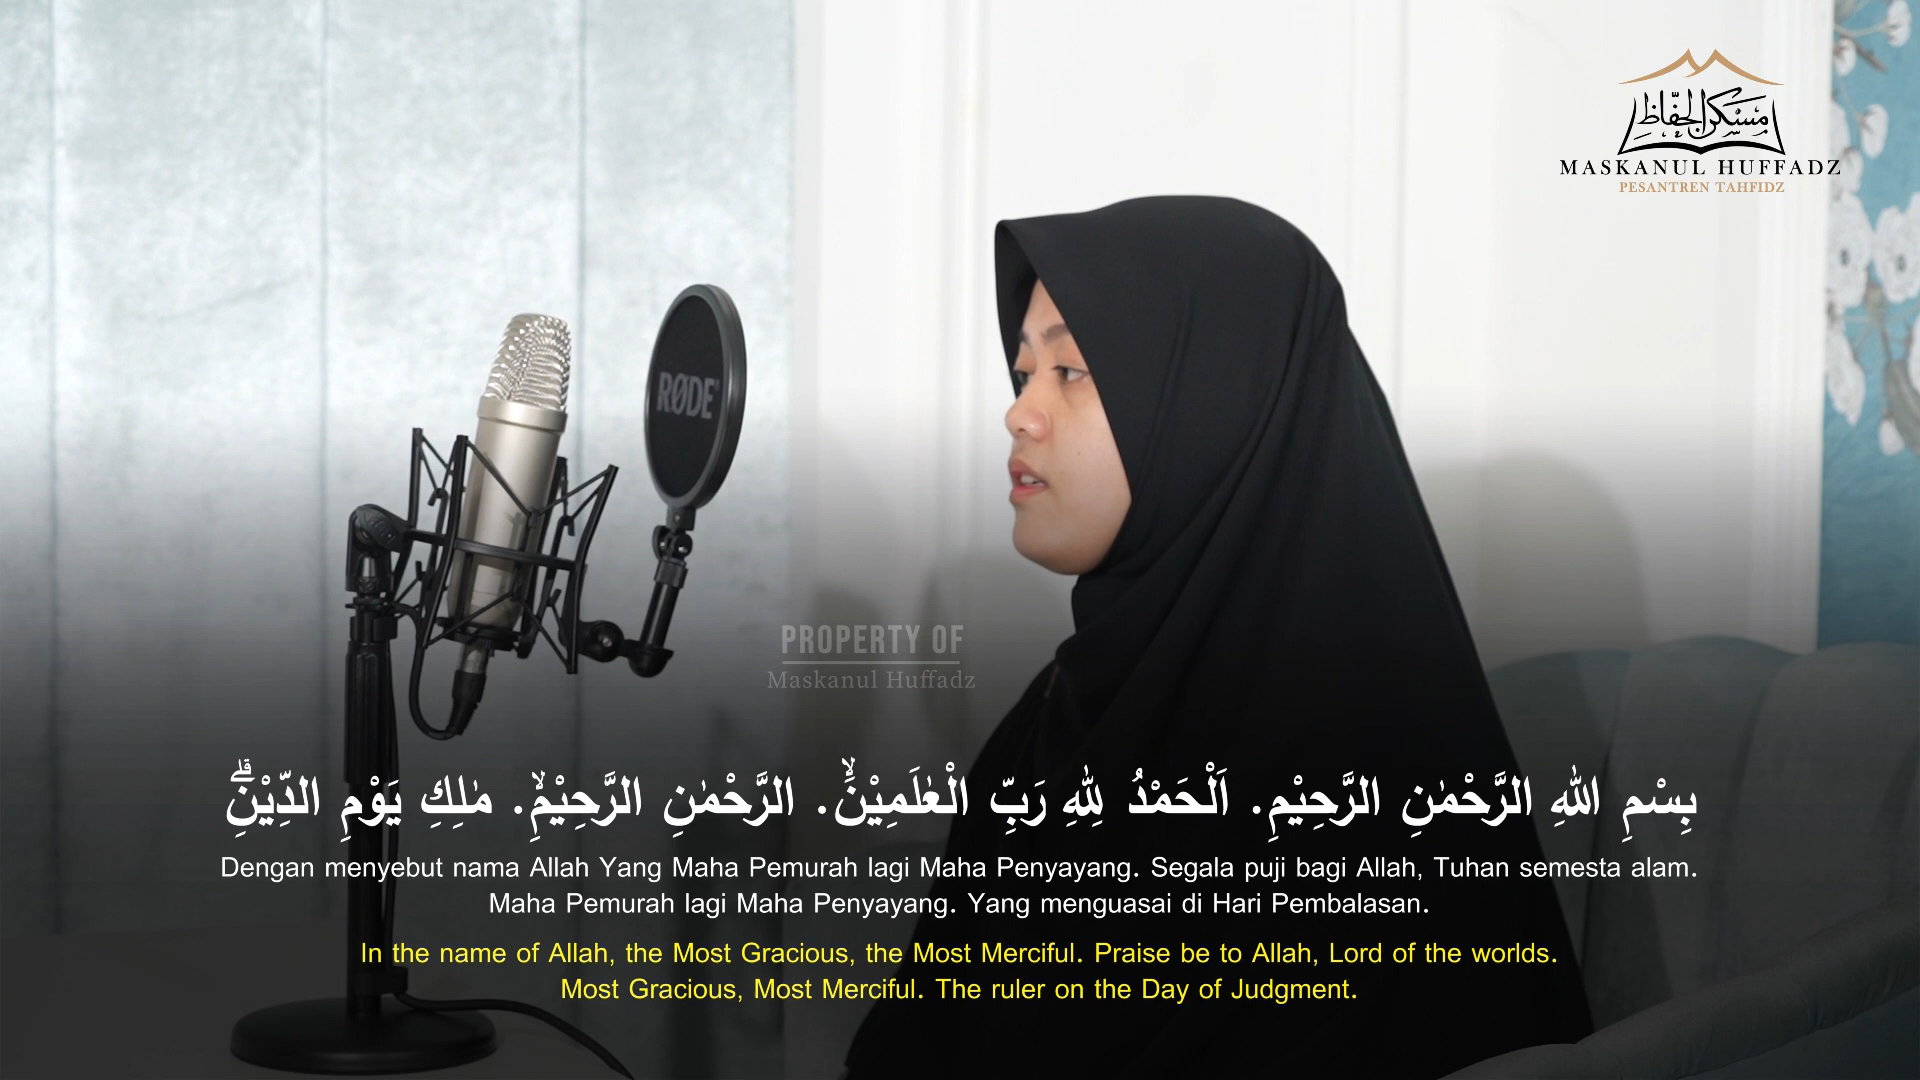 مسكن الحفاظ
MASKANUL HUFFADZ
PESANTREN TAHFIDZ
RØDE
PROPERTY OF
Maskanul Huffadz
بِسْمِ اللّٰهِ الرَّحْمٰنِ الرَّحِيْمِ. اَلْحَمْدُ لِلّٰهِ رَبِّ الْعٰلَمِيْنَۙ. الرَّحْمٰنِ الرَّحِيْمِۙ. مٰلِكِ يَوْمِ الدِّيْنِۗ
Dengan menyebut nama Allah Yang Maha Pemurah lagi Maha Penyayang. Segala puji bagi Allah, Tuhan semesta alam.
Maha Pemurah lagi Maha Penyayang. Yang menguasai di Hari Pembalasan.
In the name of Allah, the Most Gracious, the Most Merciful. Praise be to Allah, Lord of the worlds.
Most Gracious, Most Merciful. The ruler on the Day of Judgment.